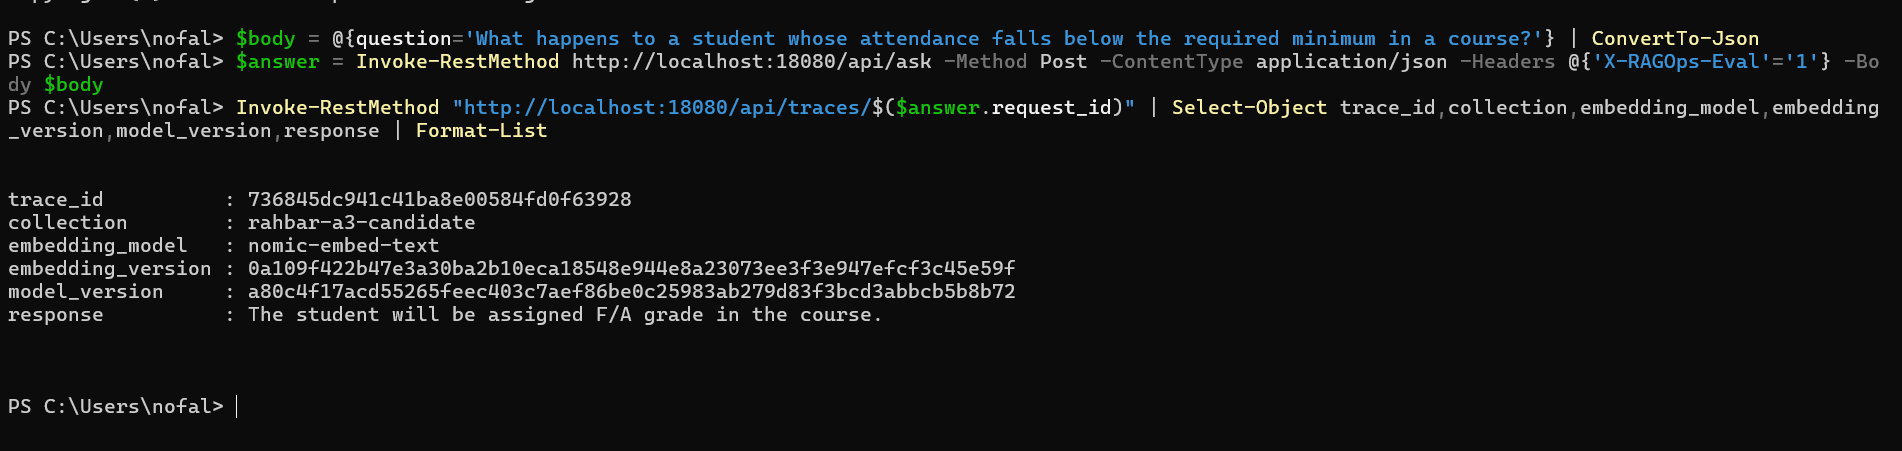 PS C:\Users\nofal> $body = @{question='What happens to a student whose attendance falls below the required minimum in a course?'} | ConvertTo-Json
PS C:\Users\nofal> $answer = Invoke-RestMethod http://localhost:18080/api/ask -Method Post -ContentType application/json -Headers @{'X-RAGOps-Eval'='1'} -Bo
dy $body
PS C:\Users\nofal> Invoke-RestMethod "http://localhost:18080/api/traces/$($answer.request_id)" | Select-Object trace_id,collection,embedding_model,embedding
_version,model_version,response | Format-List
trace_id          : 736845dc941c41ba8e00584fd0f63928
collection        : rahbar-a3-candidate
embedding_model   : nomic-embed-text
embedding_version : 0a109f422b47e3a30ba2b10eca18548e944e8a23073ee3f3e947efcf3c45e59f
model_version     : a80c4f17acd55265feec403c7aef86be0c25983ab279d83f3bcd3abbcb5b8b72
response          : The student will be assigned F/A grade in the course.
PS C:\Users\nofal>